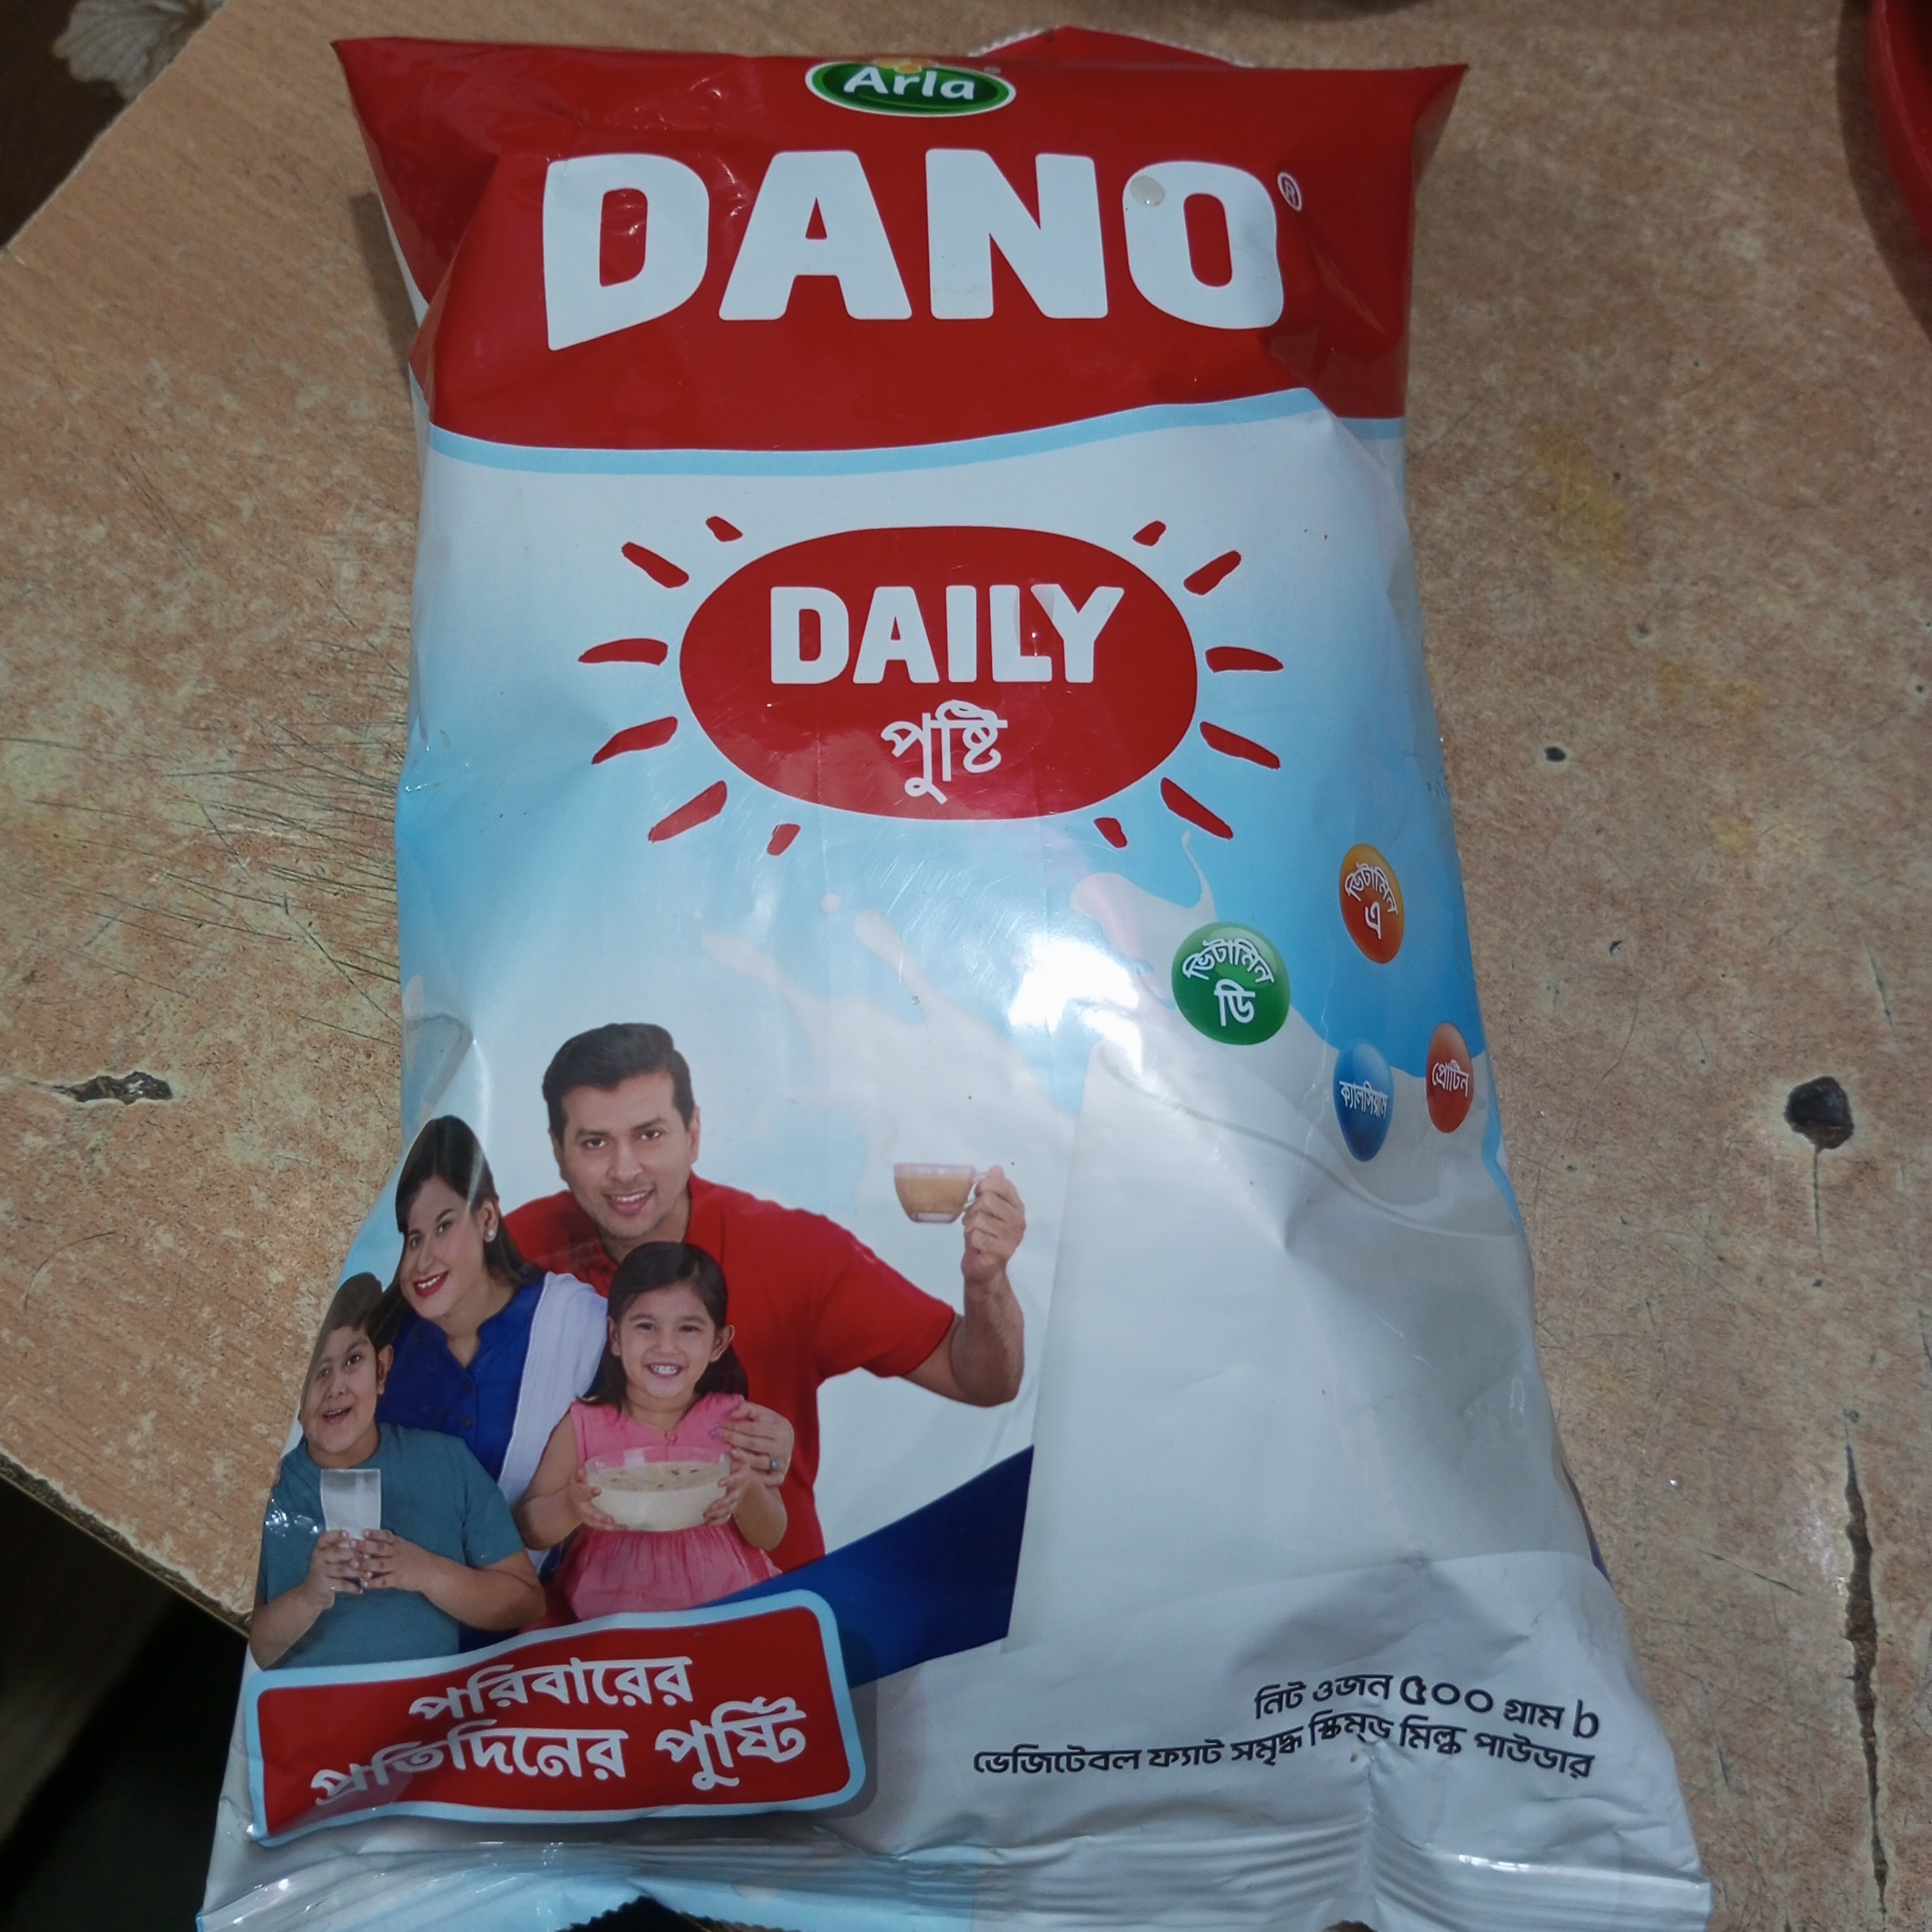 Arla
DANO®
DAILY
পুষ্টি
ভিটামিন
এ
ভিটামিন
ডি
ক্যালসিয়াম
প্রোটিন
পরিবারের
প্রতিদিনের পুষ্টি
নিট ওজন ৫০০ গ্রাম b
ভেজিটেবল ফ্যাট সমৃদ্ধ স্কিমড মিল্ক পাউডার